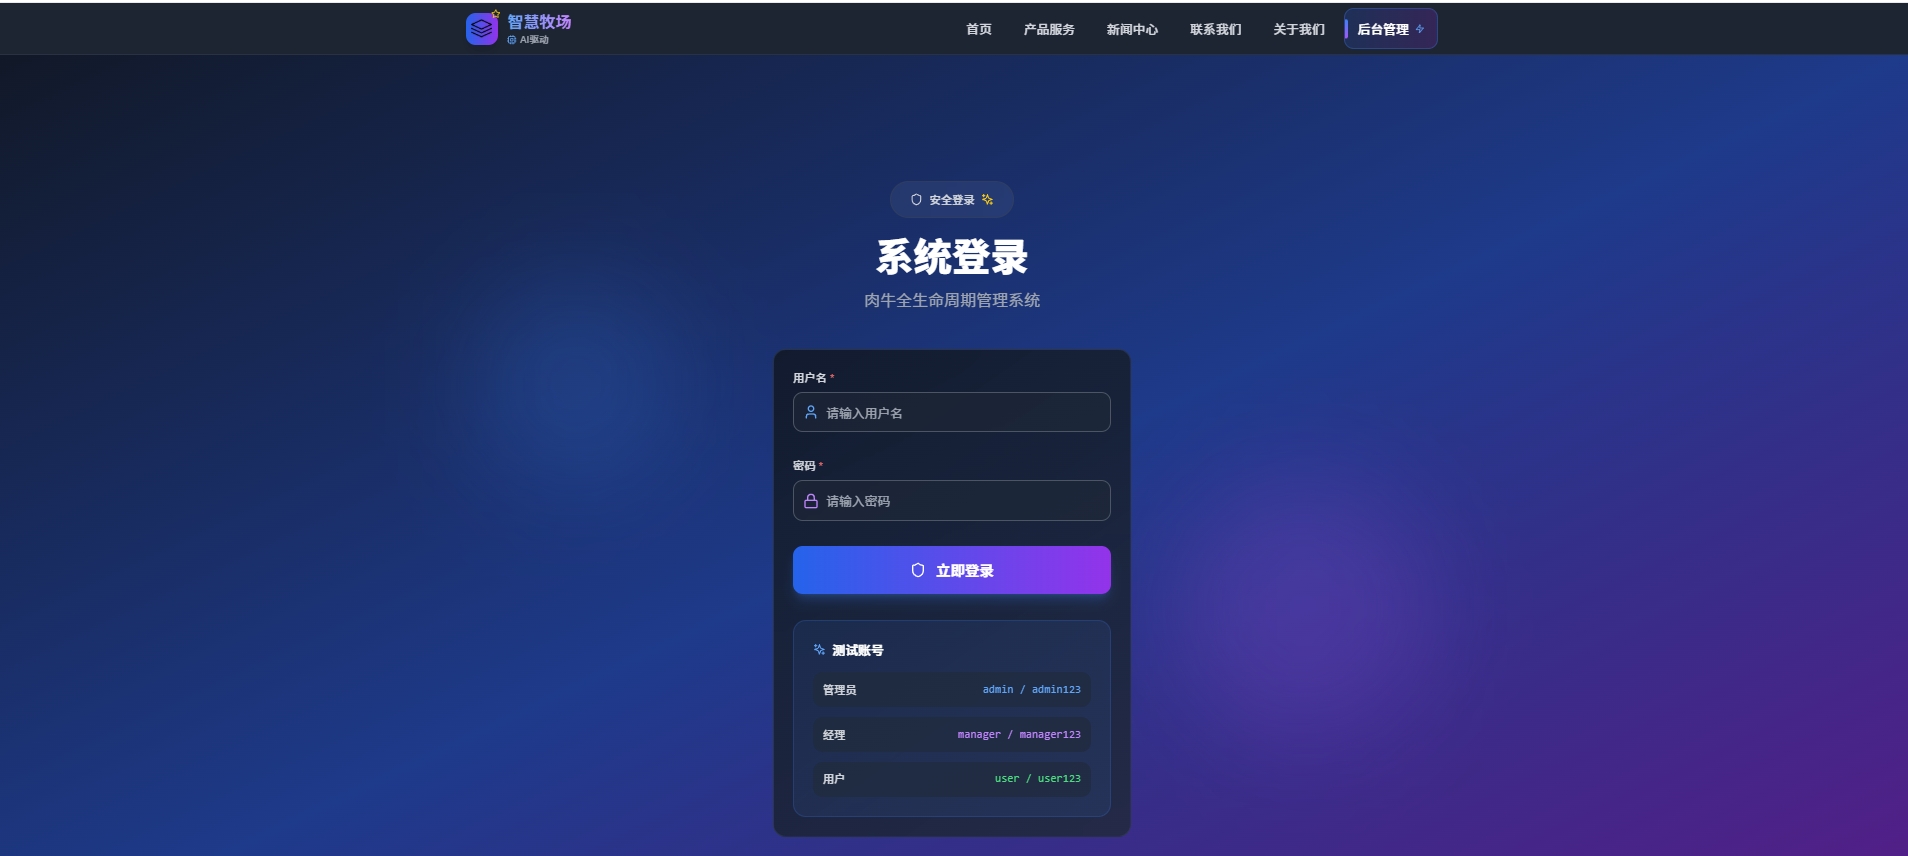 智慧牧场
AI驱动
首页 产品服务 新闻中心 联系我们 关于我们 后台管理
安全登录
系统登录
肉牛全生命周期管理系统
用户名 *
请输入用户名
密码 *
请输入密码
立即登录
测试账号
管理员 admin / admin123
经理 manager / manager123
用户 user / user123